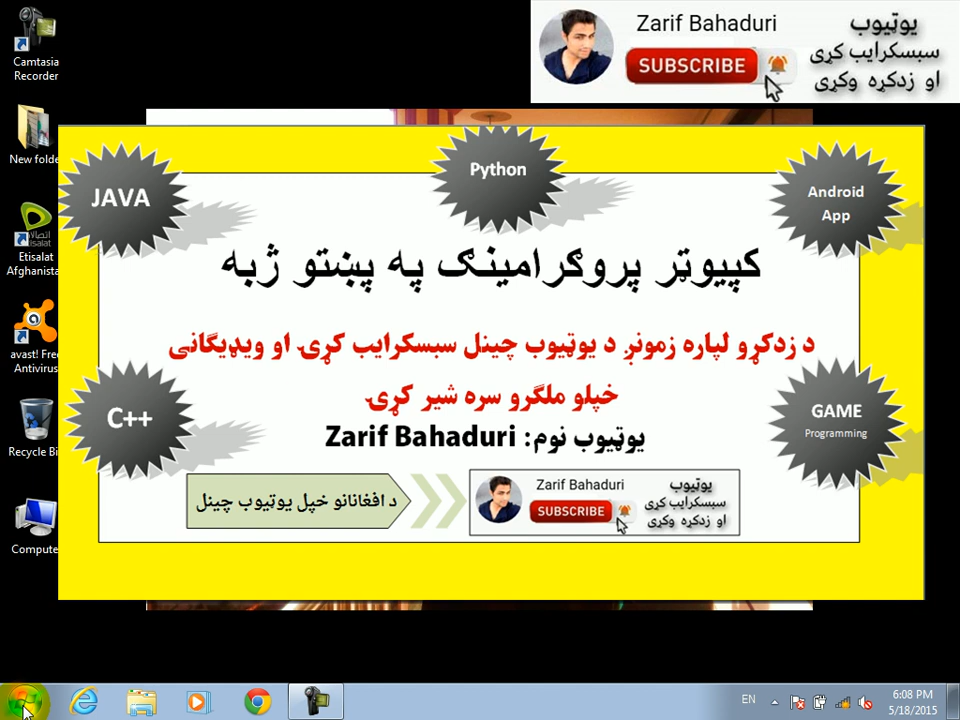 Camtasia
Recorder
New folde
Etisalat
Afghanista
avast! Fre
Antivirus
Recycle Bi
Compute
Zarif Bahaduri
SUBSCRIBE
یوټیوب
سبسکرایب کړی
او زدکړه وکړی
JAVA
Python
Android
App
کپیوټر پروګرامینګ په پښتو ژبه
د زدکړو لپاره زمونږ د یوټیوب چینل سبسکرایب کړی او ویډیګانی
خپلو ملګرو سره شیر کړی
C++
GAME
Programming
یوټیوب نوم: Zarif Bahaduri
د افغانانو خپل یوټیوب چینل
Zarif Bahaduri
SUBSCRIBE
یوټیوب
سبسکرایب کړی
او زدکړه وکړی
EN
6:08 PM
5/18/2015